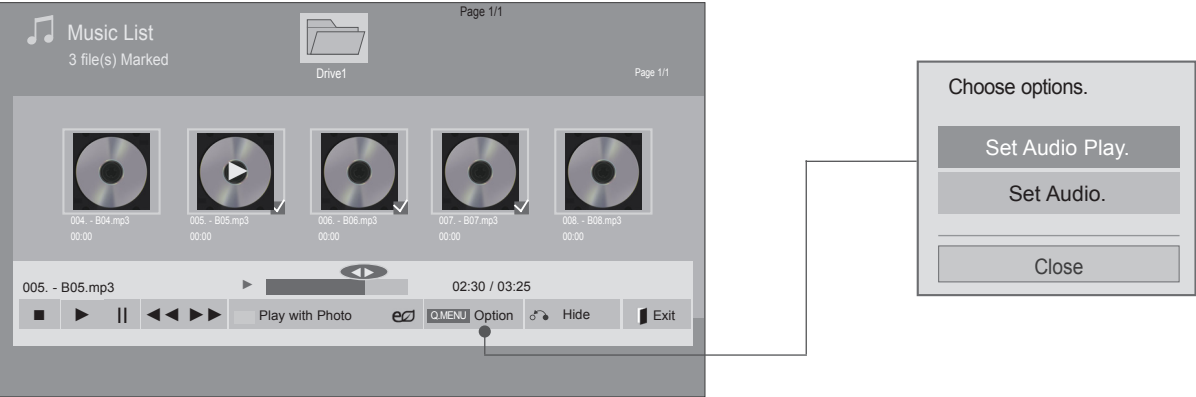 Page 1/1
Music List
3 file(s) Marked
Drive1
Page 1/1
004. - B04.mp3
005. - B05.mp3
006. - B06.mp3
007. - B07.mp3
008. - B08.mp3
00:00
00:00
00:00
00:00
00:00
005. - B05.mp3
02:30 / 03:25
Play with Photo
Q.MENU Option
Hide
Exit
Choose options.
Set Audio Play.
Set Audio.
Close